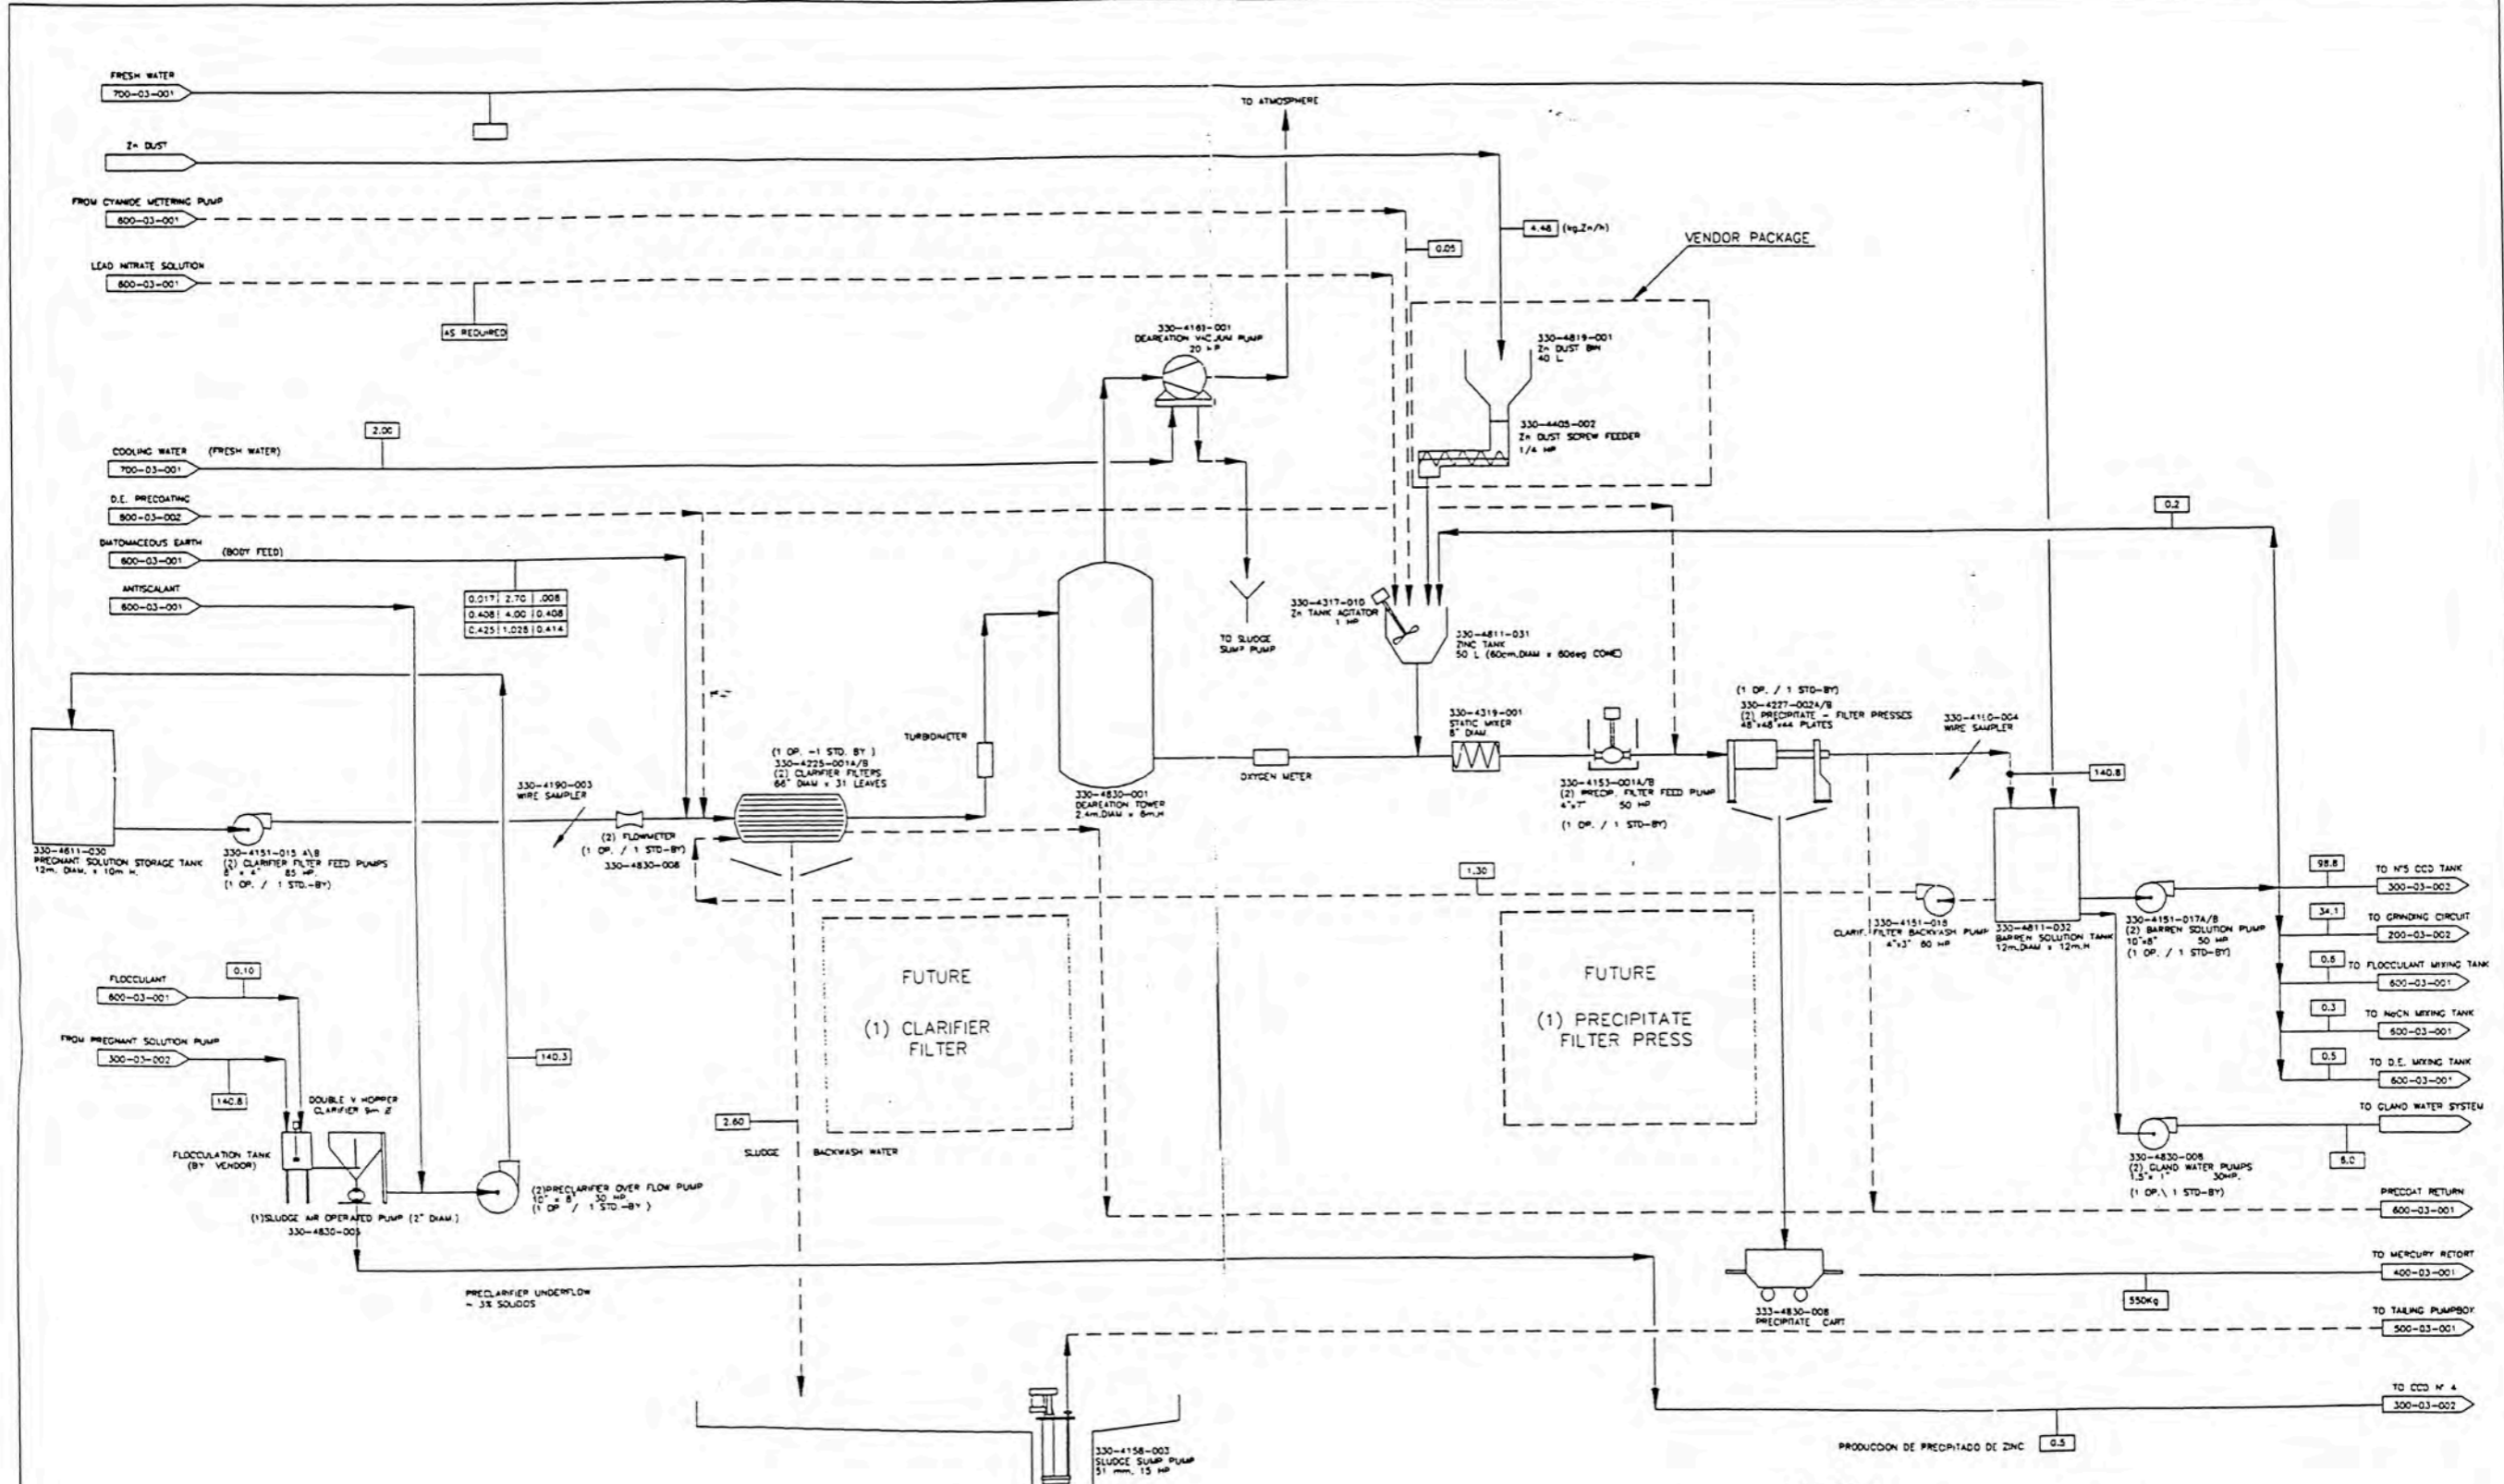 FRESH WATER
700-03-001
Zn DUST
FROM CYANIDE METERING PUMP
600-03-001
LEAD NITRATE SOLUTION
600-03-001
AS REQUIRED
TO ATMOSPHERE
4.48 (kg.Zn/h)
0.05
VENDOR PACKAGE
330-4163-001
DEAREATION VACUUM PUMP
20 HP
330-4819-001
Zn DUST BIN
40 L
330-4405-002
Zn DUST SCREW FEEDER
1/4 HP
2.00
COOLING WATER (FRESH WATER)
700-03-001
D.E. PRECOATING
600-03-002
DIATOMACEOUS EARTH (BODY FEED)
600-03-001
ANTISCALANT
600-03-001
0.017 2.70 .008
0.408 4.00 0.408
0.425 1.028 0.414
0.2
TO SLUDGE
SUMP PUMP
330-4317-010
Zn TANK AGITATOR
1 HP
330-4811-031
ZINC TANK
50 L (60cm.DIAM x 60deg CONE)
TURBIDIMETER
(1 OP. -1 STD. BY )
330-4225-001A/B
(2) CLARIFIER FILTERS
66" DIAM x 31 LEAVES
330-4190-003
WIRE SAMPLER
(2) FLOWMETER
(1 OP. / 1 STD-BY)
330-4830-008
330-4611-030
PREGNANT SOLUTION STORAGE TANK
12m. DIAM. x 10m H.
330-4151-015 A\B
(2) CLARIFIER FILTER FEED PUMPS
8" x 4" 85 HP.
(1 OP. / 1 STD.-BY)
330-4830-001
DEAREATION TOWER
2.4m.DIAM x 6m.H
OXYGEN METER
330-4319-001
STATIC MIXER
8" DIAM.
330-4153-001A/B
(2) PRECIP. FILTER FEED PUMP
4"x7" 50 HP
(1 OP. / 1 STD-BY)
(1 OP. / 1 STD-BY)
330-4227-002A/B
(2) PRECIPITATE - FILTER PRESSES
48"x48"x44 PLATES
330-4190-004
WIRE SAMPLER
140.8
1.30
330-4151-018
CLARIF. FILTER BACKWASH PUMP
4"x3" 60 HP
330-4811-032
BARREN SOLUTION TANK
12m.DIAM x 12m.H
330-4151-017A/B
(2) BARREN SOLUTION PUMP
10"x8" 50 HP
(1 OP. / 1 STD-BY)
98.8
TO N°5 CCD TANK
300-03-002
34.1
TO GRINDING CIRCUIT
200-03-002
0.6
TO FLOCCULANT MIXING TANK
600-03-001
0.3
TO NaCN MIXING TANK
600-03-001
0.5
TO D.E. MIXING TANK
600-03-001
TO GLAND WATER SYSTEM
6.0
330-4830-006
(2) GLAND WATER PUMPS
1.5"x 1" 30HP.
(1 OP.\ 1 STD-BY)
FUTURE
(1) CLARIFIER
FILTER
FUTURE
(1) PRECIPITATE
FILTER PRESS
FLOCCULANT
600-03-001
0.10
FROM PREGNANT SOLUTION PUMP
300-03-002
140.8
140.3
DOUBLE V HOPPER
CLARIFIER 9m
FLOCCULATION TANK
(BY VENDOR)
(2)PRECLARIFIER OVER FLOW PUMP
10" x 8" 30 HP
(1 OP / 1 STD.-BY )
(1)SLUDGE AIR OPERATED PUMP (2" DIAM.)
330-4830-005
2.60
SLUDGE
BACKWASH WATER
PRECLARIFIER UNDERFLOW
~ 3% SOLIDOS
PRECOAT RETURN
600-03-001
333-4830-008
PRECIPITATE CART
TO MERCURY RETORT
400-03-001
550Kg
TO TAILING PUMPBOX
500-03-001
TO CCD N° 4
300-03-002
0.5
PRODUCCION DE PRECIPITADO DE ZINC
330-4158-003
SLUDGE SUMP PUMP
51 mm, 15 HP